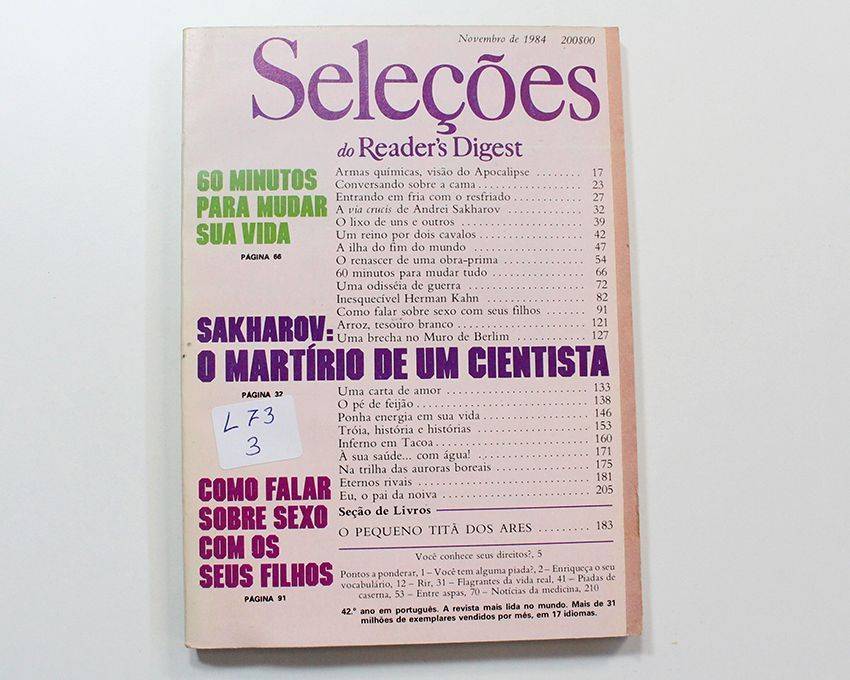 Novembro de 1984 200$00
Seleções
do Reader's Digest
60 MINUTOS
PARA MUDAR
SUA VIDA
PÁGINA 66
Armas químicas, visão do Apocalipse ........ 17
Conversando sobre a cama ................ 23
Entrando em fria com o resfriado ........... 27
A via crucis de Andrei Sakharov ............ 32
O lixo de uns e outros .................... 39
Um reino por dois cavalos ................. 42
A ilha do fim do mundo ................... 47
O renascer de uma obra-prima ............. 54
60 minutos para mudar tudo ............... 66
Uma odisséia de guerra ................... 72
Inesquecível Herman Kahn ................ 82
Como falar sobre sexo com seus filhos ....... 91
Arroz, tesouro branco .................... 121
Uma brecha no Muro de Berlim ............ 127
SAKHAROV:
O MARTÍRIO DE UM CIENTISTA
PÁGINA 32
Uma carta de amor ...................... 133
O pé de feijão .......................... 138
Ponha energia em sua vida ................ 146
Tróia, história e histórias ................. 153
Inferno em Tacoa ........................ 160
À sua saúde... com água! .................. 171
Na trilha das auroras boreais .............. 175
Eternos rivais ........................... 181
Eu, o pai da noiva ....................... 205
Seção de Livros
O PEQUENO TITÃ DOS ARES ......... 183
L73
3
COMO FALAR
SOBRE SEXO
COM OS
SEUS FILHOS
PÁGINA 91
Você conhece seus direitos?, 5
Pontos a ponderar, 1 – Você tem alguma piada?, 2 – Enriqueça o seu
vocabulário, 12 – Rir, 31 – Flagrantes da vida real, 41 – Piadas de
caserna, 53 – Entre aspas, 70 – Notícias da medicina, 210
42.º ano em português. A revista mais lida no mundo. Mais de 31
milhões de exemplares vendidos por mês, em 17 idiomas.